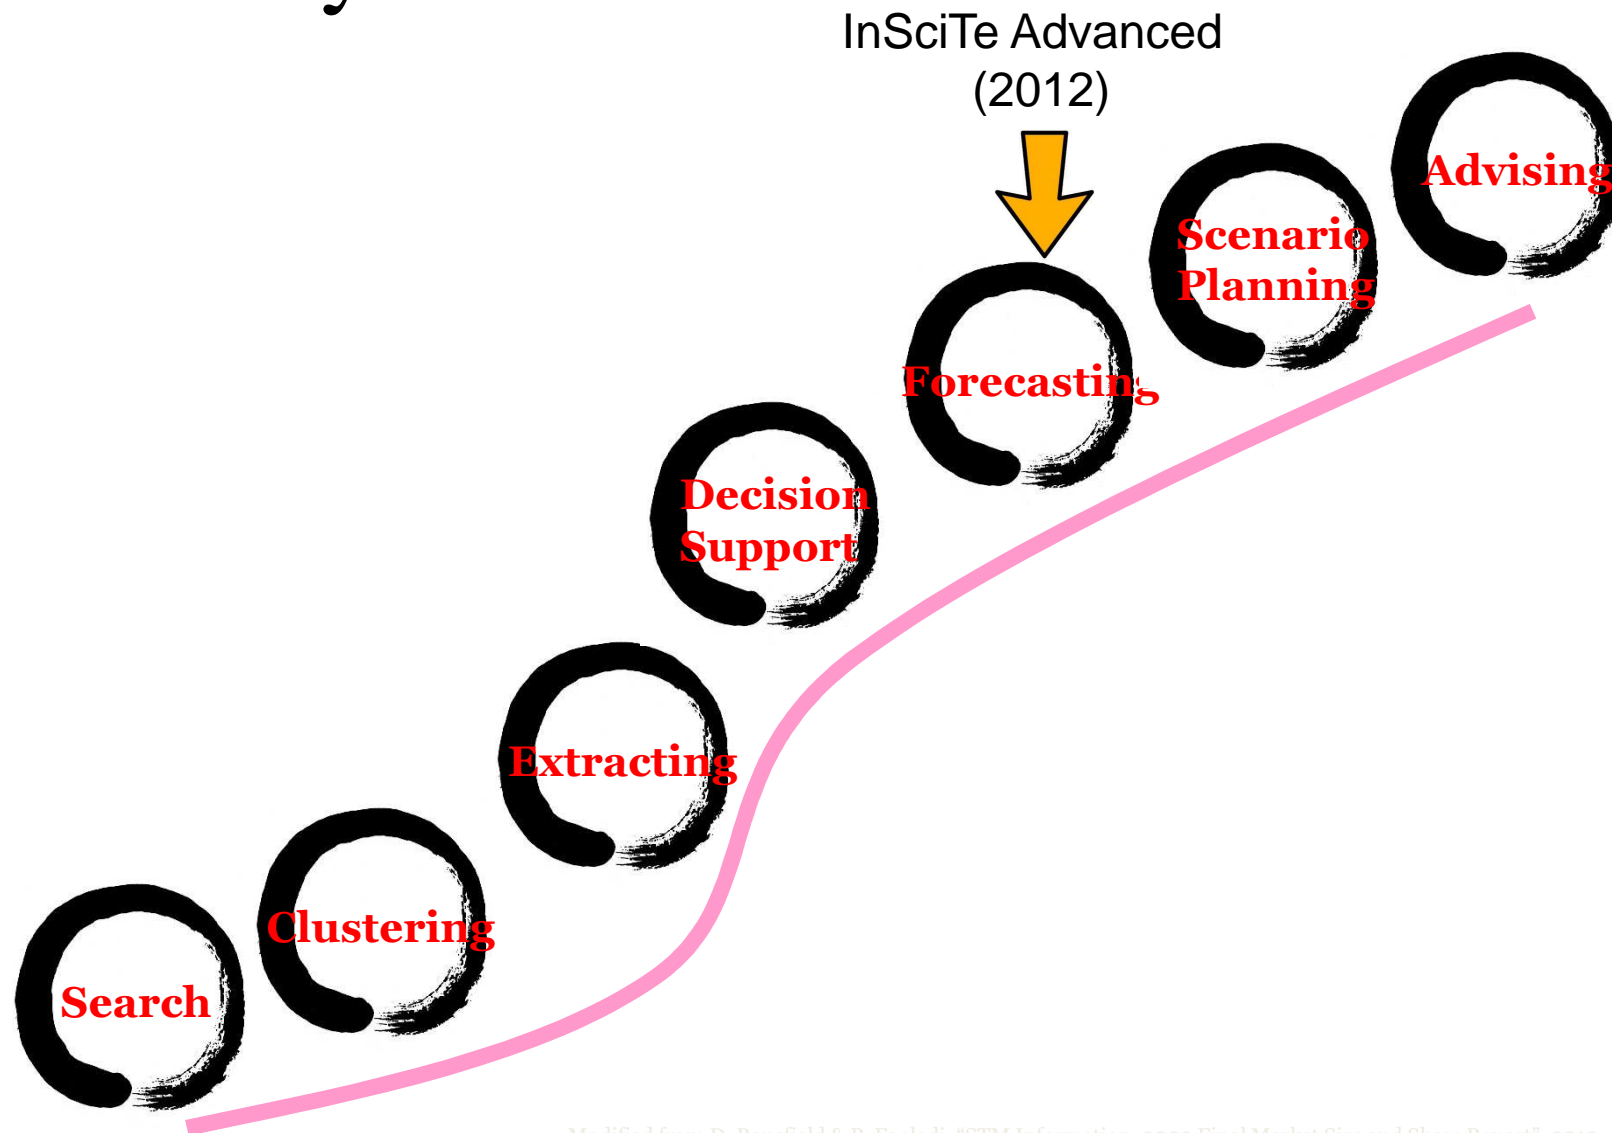 InSciTe Advanced
(2012)
Advising
Scenario
Planning
Forecasting
Decision
Support
Extracting
Clustering
Search